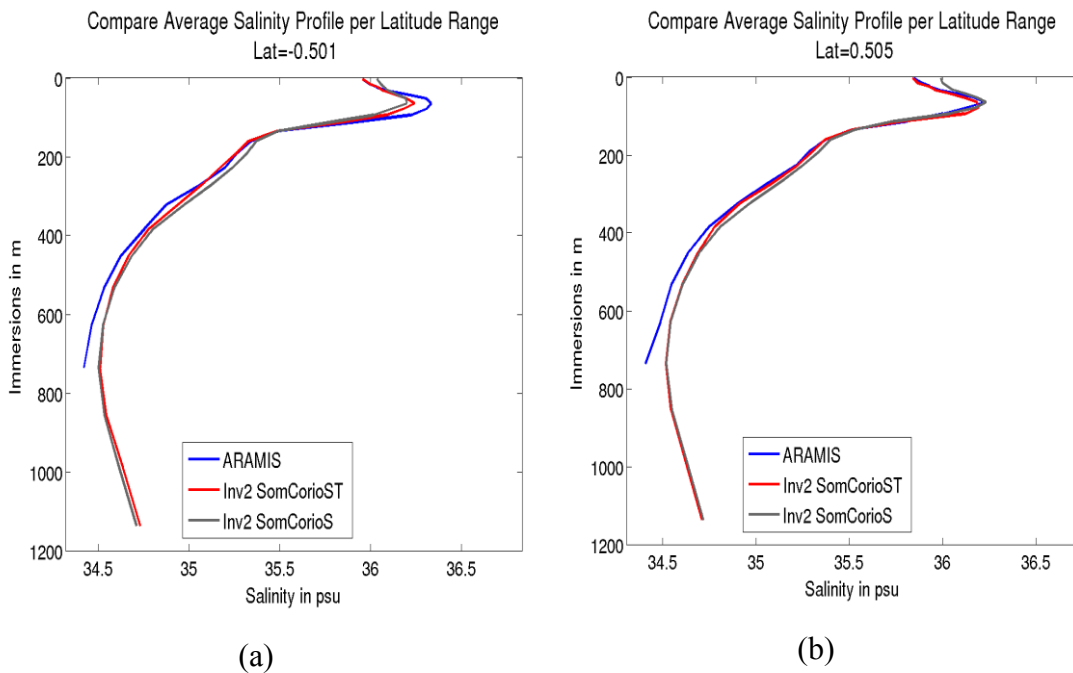 Compare Average Salinity Profile per Latitude Range
Lat=-0.501
0
200
400
600
800
1000
1200
Immersions in m
34.5 35 35.5 36 36.5
Salinity in psu
ARAMIS
Inv2 SomCorioST
Inv2 SomCorioS
(a)
Compare Average Salinity Profile per Latitude Range
Lat=0.505
0
200
400
600
800
1000
1200
Immersions in m
34.5 35 35.5 36 36.5
Salinity in psu
ARAMIS
Inv2 SomCorioST
Inv2 SomCorioS
(b)